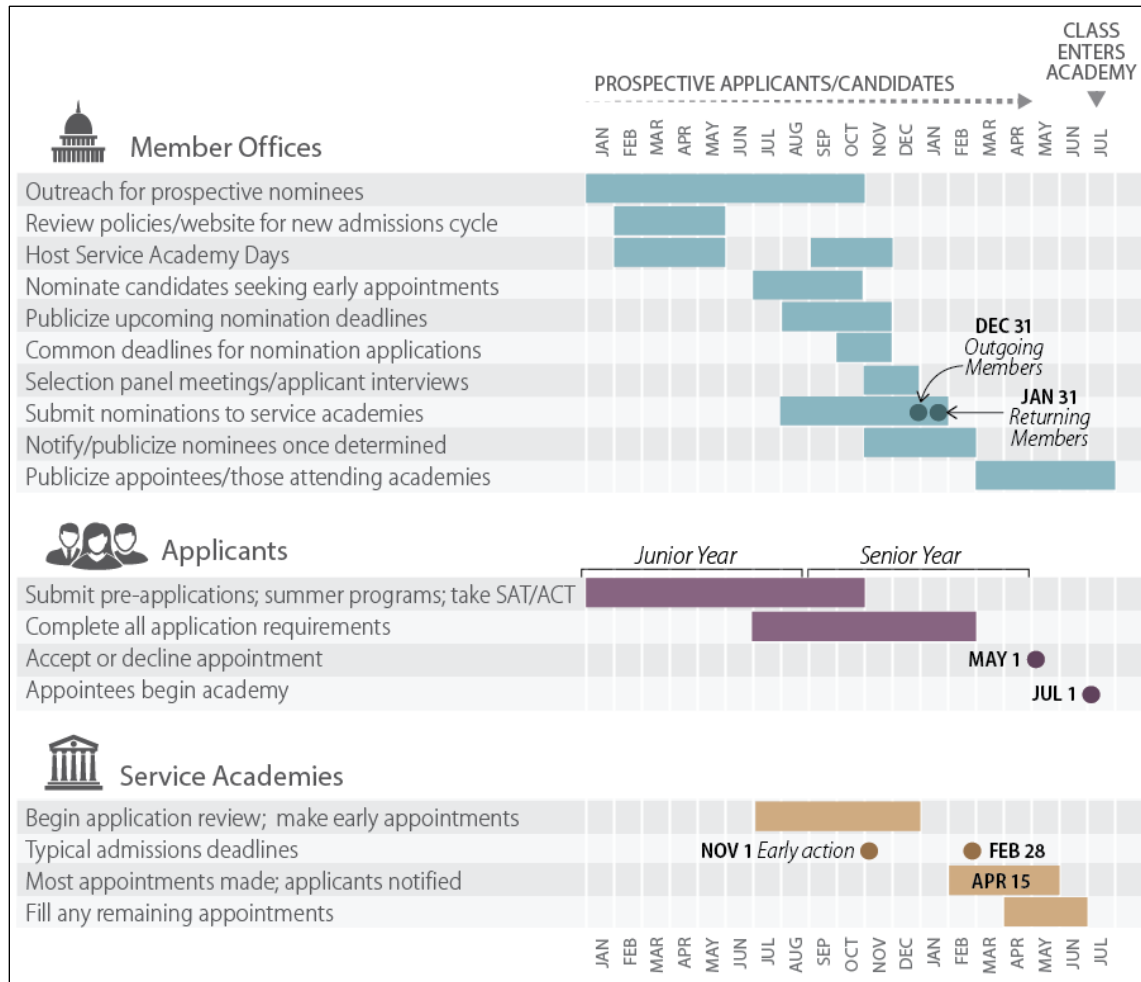 CLASS
ENTERS
ACADEMY
PROSPECTIVE APPLICANTS/CANDIDATES
JAN FEB MAR APR MAY JUN JUL AUG SEP OCT NOV DEC JAN FEB MAR APR MAY JUN JUL
Member Offices
Outreach for prospective nominees
Review policies/website for new admissions cycle
Host Service Academy Days
Nominate candidates seeking early appointments
Publicize upcoming nomination deadlines
Common deadlines for nomination applications
Selection panel meetings/applicant interviews
Submit nominations to service academies
Notify/publicize nominees once determined
Publicize appointees/those attending academies
DEC 31
Outgoing
Members
JAN 31
Returning
Members
Applicants
Junior Year
Senior Year
Submit pre-applications; summer programs; take SAT/ACT
Complete all application requirements
Accept or decline appointment
MAY 1
Appointees begin academy
JUL 1
Service Academies
Begin application review; make early appointments
Typical admissions deadlines
NOV 1 Early action
FEB 28
Most appointments made; applicants notified
APR 15
Fill any remaining appointments
JAN FEB MAR APR MAY JUN JUL AUG SEP OCT NOV DEC JAN FEB MAR APR MAY JUN JUL